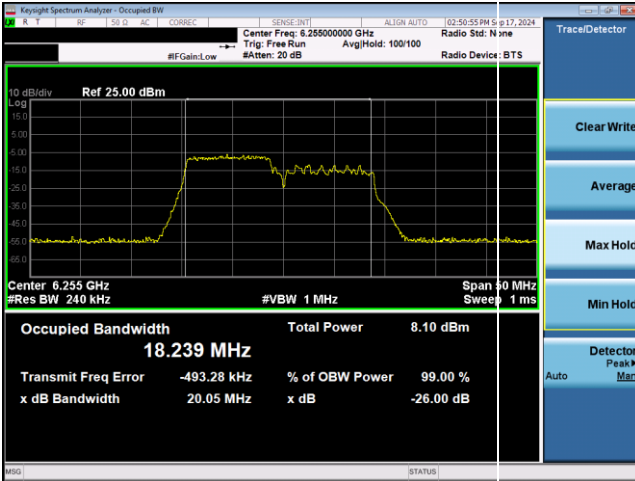 Keysight Spectrum Analyzer - Occupied BW
R T RF 50 Ω AC CORREC SENSE:INT ALIGN AUTO 02:50:55 PM Sep 17, 2024
Center Freq: 6.255000000 GHz Radio Std: None
Trig: Free Run Avg|Hold: 100/100
#IFGain:Low #Atten: 20 dB Radio Device: BTS
Trace/Detector
10 dB/div Ref 25.00 dBm
Log
15.0
5.00
-5.00
-15.0
-25.0
-35.0
-45.0
-55.0
-65.0
Center 6.255 GHz Span 50 MHz
#Res BW 240 kHz #VBW 1 MHz Sweep 1 ms
Occupied Bandwidth Total Power 8.10 dBm
18.239 MHz
Transmit Freq Error -493.28 kHz % of OBW Power 99.00 %
x dB Bandwidth 20.05 MHz x dB -26.00 dB
Clear Write
Average
Max Hold
Min Hold
Detector
Peak
Auto Man
MSG STATUS